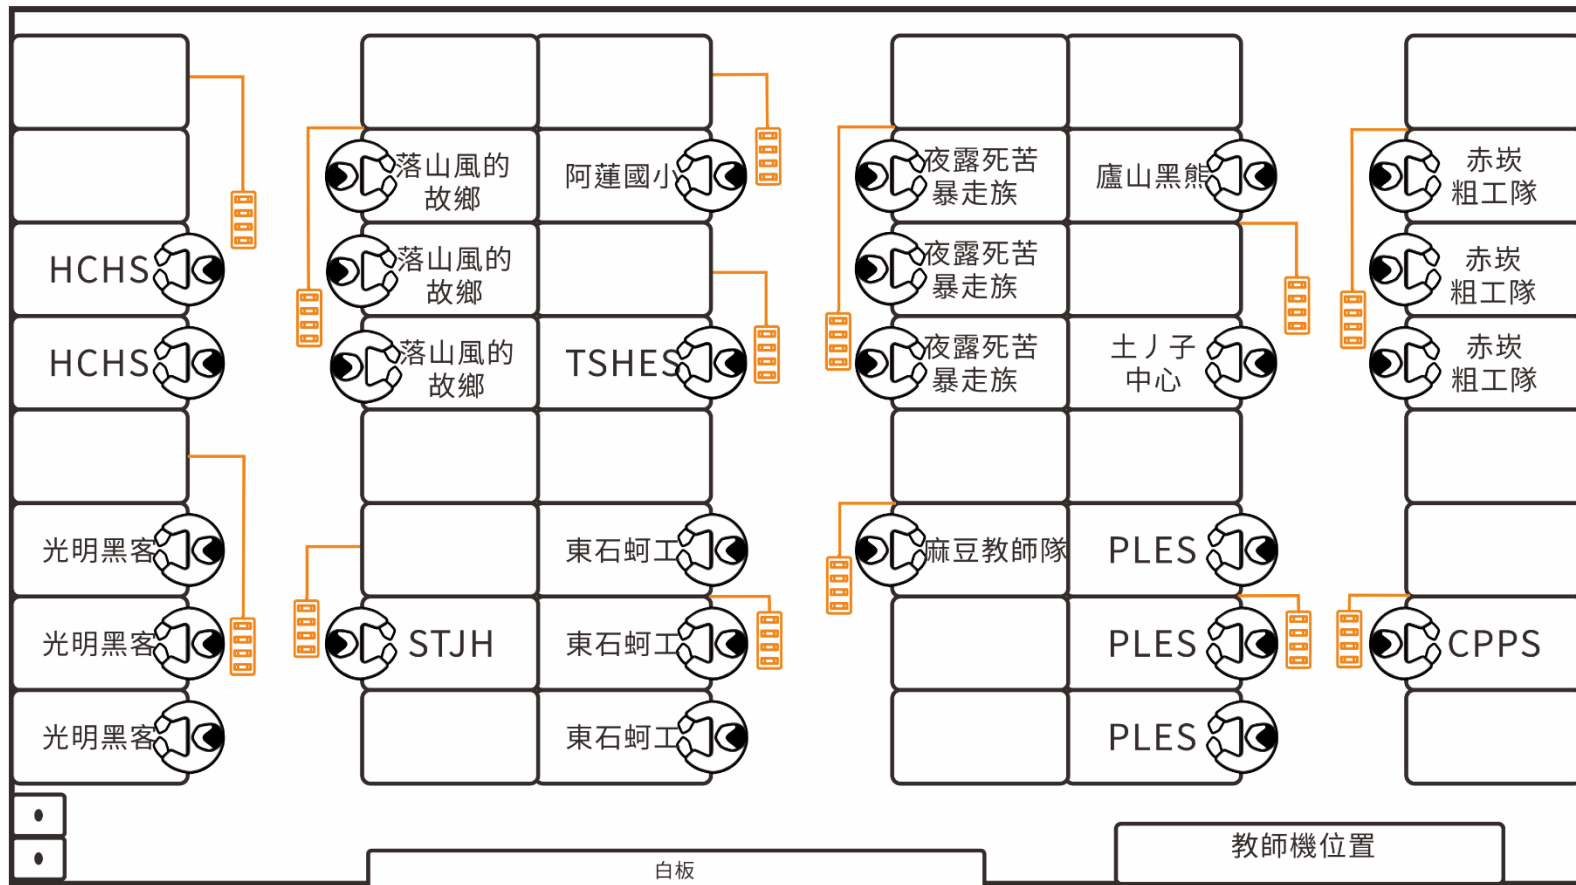 落山風的
故鄉
阿蓮國小
夜露死苦
暴走族
廬山黑熊
赤崁
粗工隊
HCHS
落山風的
故鄉
夜露死苦
暴走族
赤崁
粗工隊
HCHS
落山風的
故鄉
TSHES
夜露死苦
暴走族
土丿子
中心
赤崁
粗工隊
光明黑客
東石蚵工
麻豆教師隊
PLES
光明黑客
STJH
東石蚵工
PLES
CPPS
光明黑客
東石蚵工
PLES
白板
教師機位置